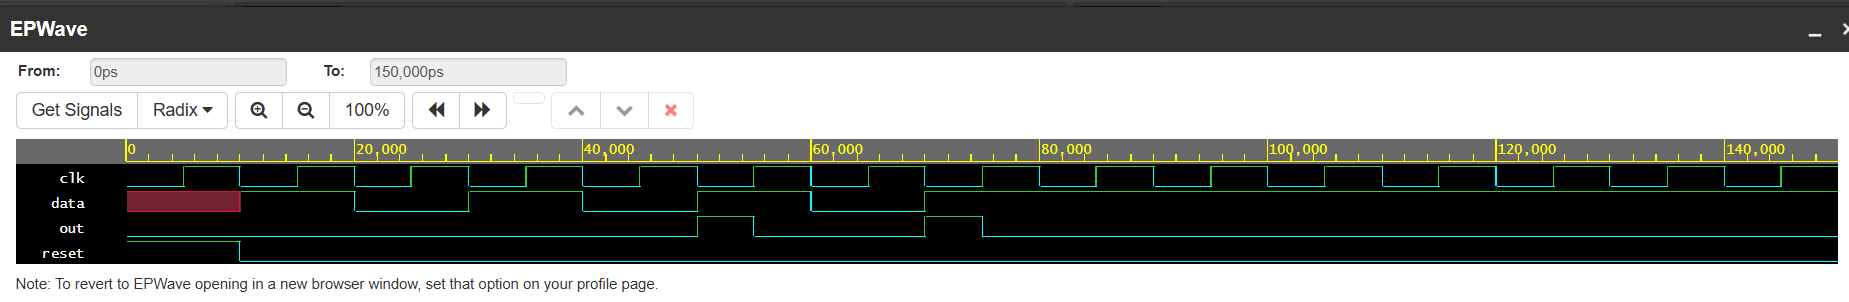 EPWave
From: 0ps To: 150,000ps
Get Signals Radix 100%
0 20,000 40,000 60,000 80,000 100,000 120,000 140,000
clk
data
out
reset
Note: To revert to EPWave opening in a new browser window, set that option on your profile page.